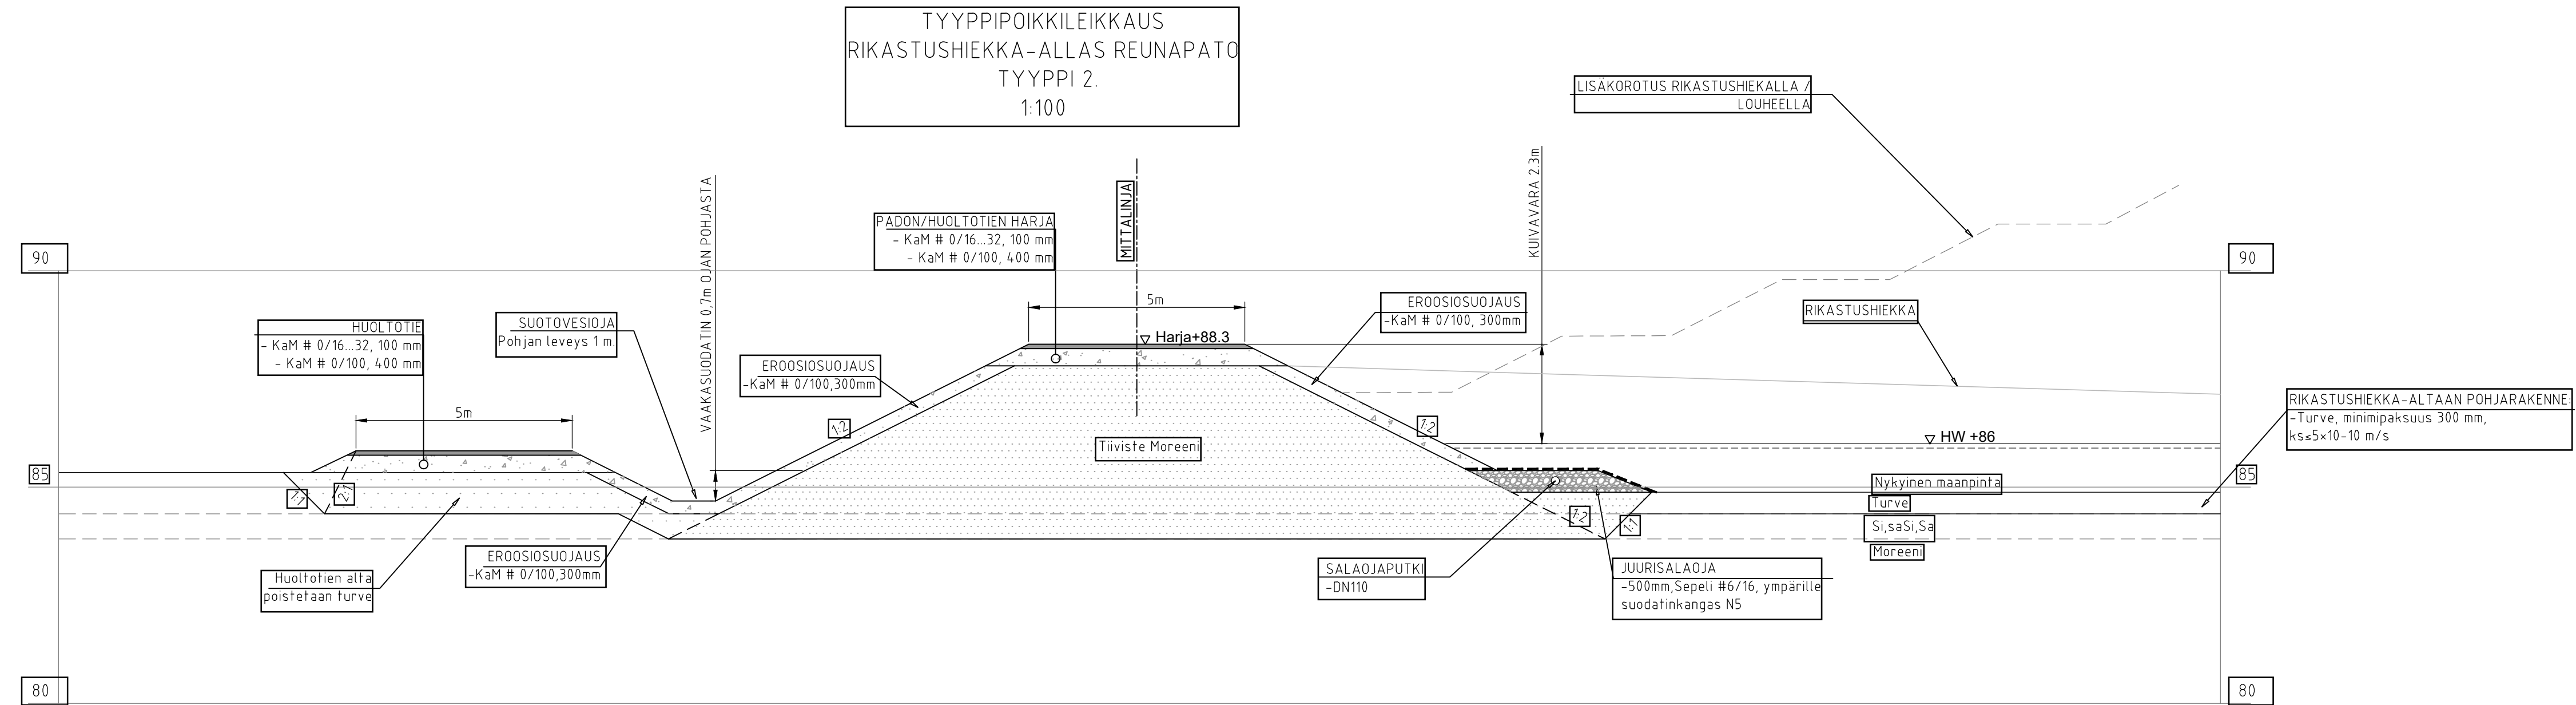 TYYPPIPOIKKILEIKKAUS
RIKASTUSHIEKKA-ALLAS REUNAPATO
TYYPPI 2.
1:100
LISÄKOROTUS RIKASTUSHIEKALLA /
LOUHEELLA
VAAKASUODATIN 0,7m OJAN POHJASTA
PADON/HUOLTOTIEN HARJA
- KaM # 0/16...32, 100 mm
- KaM # 0/100, 400 mm
MITTALINJA
KUIVAVARA 2.3m
90
90
HUOLTOTIE
- KaM # 0/16...32, 100 mm
- KaM # 0/100, 400 mm
SUOTOVESIOJA
Pohjan leveys 1 m.
5m
Harja+88.3
EROOSIOSUOJAUS
-KaM # 0/100, 300mm
RIKASTUSHIEKKA
EROOSIOSUOJAUS
-KaM # 0/100,300mm
RIKASTUSHIEKKA-ALTAAN POHJARAKENNE:
-Turve, minimipaksuus 300 mm,
ks≤5×10-10 m/s
5m
1:2
1:2
Tiiviste Moreeni
HW +86
85
85
1:1
2:1
Nykyinen maanpinta
Turve
Si,saSi,Sa
Moreeni
1:2
1:1
EROOSIOSUOJAUS
-KaM # 0/100,300mm
Huoltotien alta
poistetaan turve
SALAOJAPUTKI
-DN110
JUURISALAOJA
-500mm,Sepeli #6/16, ympärille
suodatinkangas N5
80
80